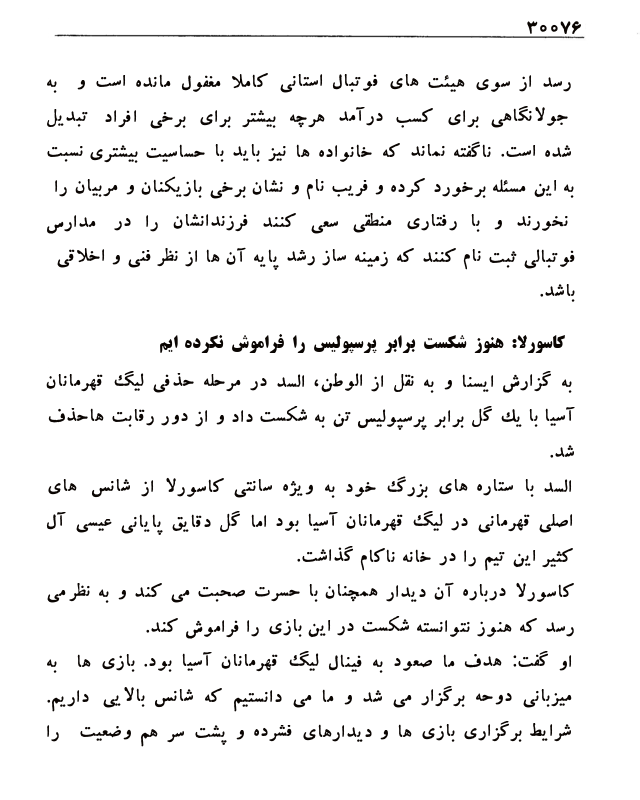 ۳۰۰۷۶
رسد از سوی هیئت های فوتبال استانی کاملا مغفول مانده است و به
جولانگاهی برای کسب درآمد هرچه بیشتر برای برخی افراد تبدیل
شده است. ناگفته نماند که خانواده ها نیز باید با حساسیت بیشتری نسبت
به این مسئله برخورد کرده و فریب نام و نشان برخی بازیکنان و مربیان را
نخورند و با رفتاری منطقی سعی کنند فرزندانشان را در مدارس
فوتبالی ثبت نام کنند که زمینه ساز رشد پایه آن ها از نظر فنی و اخلاقی
باشد.
کاسورلا: هنوز شکست برابر پرسپولیس را فراموش نکرده ایم
به گزارش ایسنا و به نقل از الوطن، السد در مرحله حذفی لیگ قهرمانان
آسیا با یك گل برابر پرسپولیس تن به شکست داد و از دور رقابت هاحذف
شد.
السد با ستاره های بزرگ خود به ویژه سانتی کاسورلا از شانس های
اصلی قهرمانی در لیگ قهرمانان آسیا بود اما گل دقایق پایانی عیسی آل
کثیر این تیم را در خانه ناکام گذاشت.
کاسورلا درباره آن دیدار همچنان با حسرت صحبت می کند و به نظرمی
رسد که هنوز نتوانسته شکست در این بازی را فراموش کند.
او گفت: هدف ما صعود به فینال لیگ قهرمانان آسیا بود. بازی ها به
میزبانی دوحه برگزار می شد و ما می دانستیم که شانس بالایی داریم.
شرایط برگزاری بازی ها و دیدارهای فشرده و پشت سر هم وضعیت را